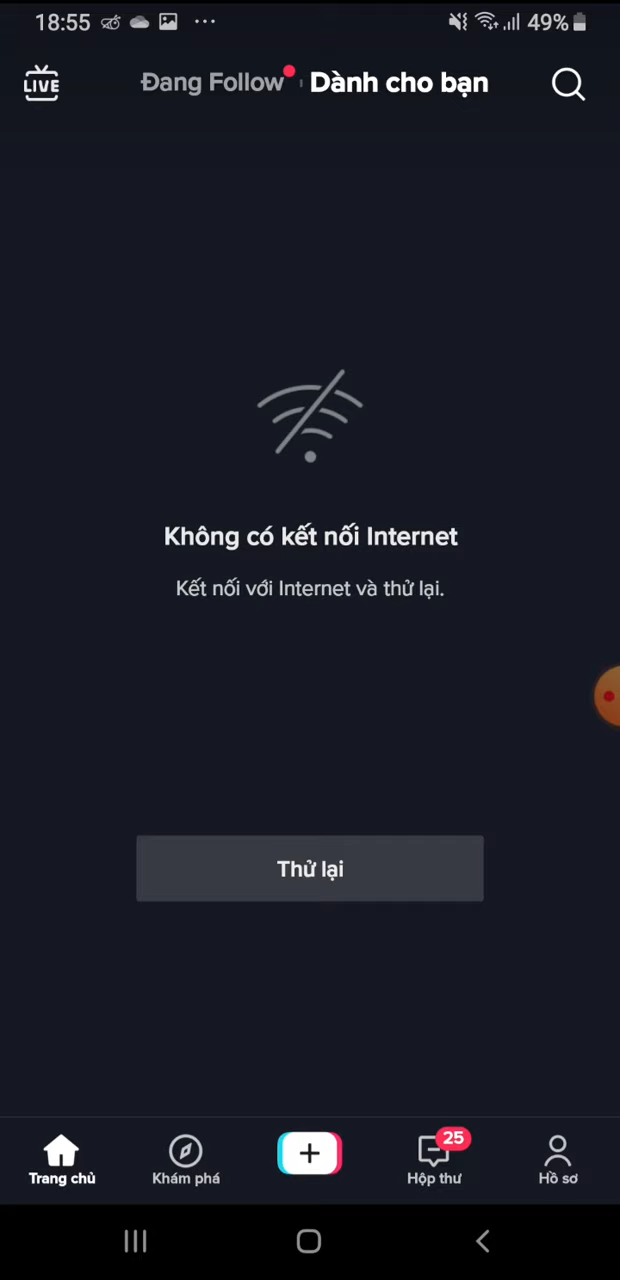 18:55 49%
LIVE Đang Follow Dành cho bạn
Không có kết nối Internet
Kết nối với Internet và thử lại.
Thử lại
25
Trang chủ Khám phá Hộp thư Hồ sơ